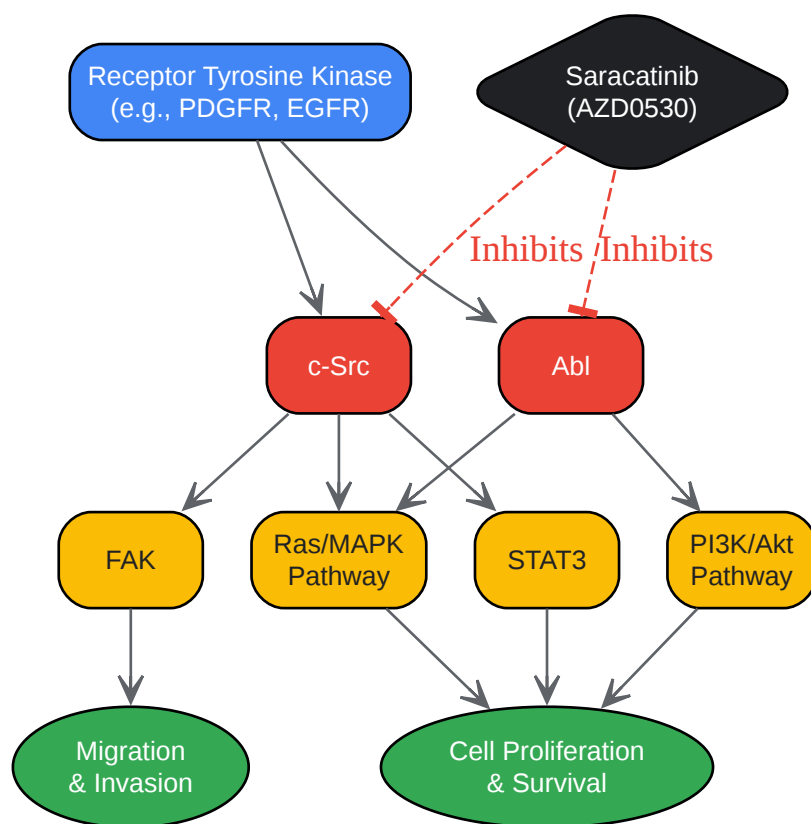 Receptor Tyrosine Kinase
(e.g., PDGFR, EGFR)
Saracatinib
(AZD0530)
Inhibits
Inhibits
c-Src
Abl
FAK
Ras/MAPK
Pathway
STAT3
PI3K/Akt
Pathway
Migration
& Invasion
Cell Proliferation
& Survival